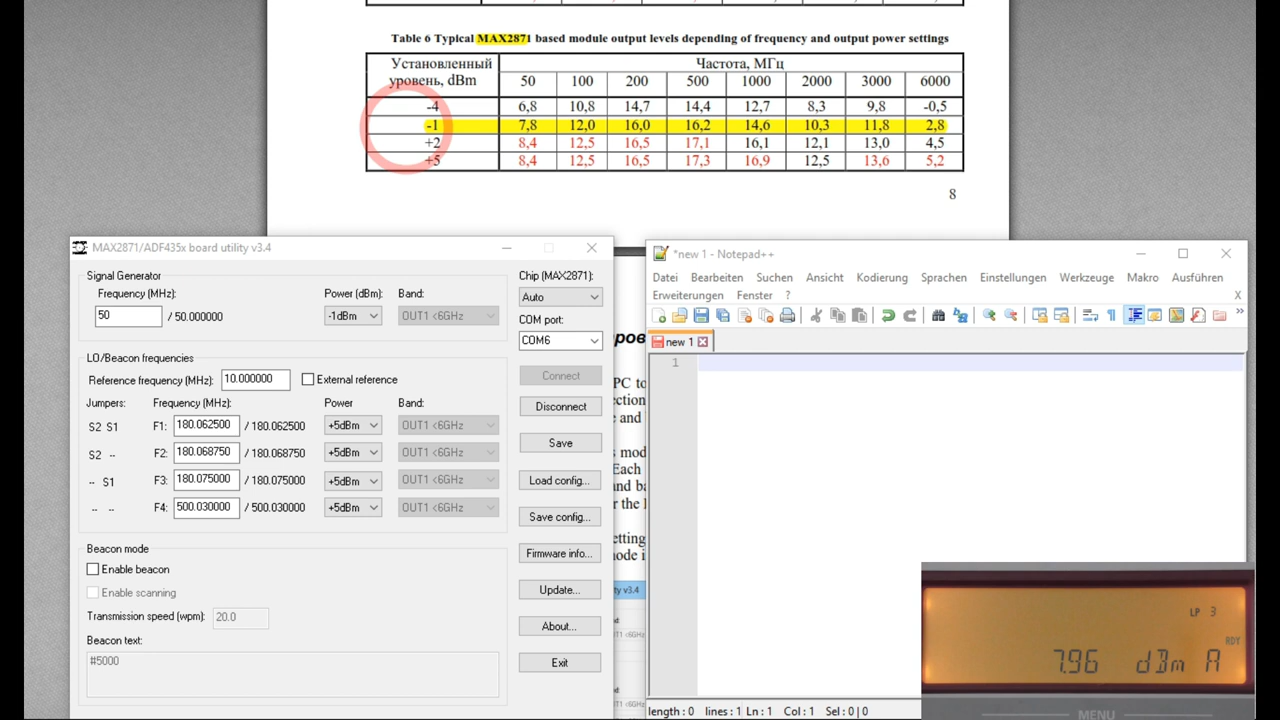 Table 6 Typical MAX2871 based module output levels depending of frequency and output power settings
Установленный уровень, dBm Частота, МГц
50 100 200 500 1000 2000 3000 6000
-4 6,8 10,8 14,7 14,4 12,7 8,3 9,8 -0,5
-1 7,8 12,0 16,0 16,2 14,6 10,3 11,8 2,8
+2 8,4 12,5 16,5 17,1 16,1 12,1 13,0 4,5
+5 8,4 12,5 16,5 17,3 16,9 12,5 13,6 5,2
8
MAX2871/ADF435x board utility v3.4
Signal Generator
Frequency (MHz): Power (dBm): Band:
50 / 50.000000 -1dBm OUT1 <6GHz
LO/Beacon frequencies
Reference frequency (MHz): 10.000000 External reference
Jumpers: Frequency (MHz): Power Band:
S2 S1 F1: 180.062500 / 180.062500 +5dBm OUT1 <6GHz
S2 -- F2: 180.068750 / 180.068750 +5dBm OUT1 <6GHz
-- S1 F3: 180.075000 / 180.075000 +5dBm OUT1 <6GHz
-- -- F4: 500.030000 / 500.030000 +5dBm OUT1 <6GHz
Beacon mode
Enable beacon
Enable scanning
Transmission speed (wpm): 20.0
Beacon text:
#5000
Chip (MAX2871):
Auto
COM port:
COM6
Connect
Disconnect
Save
Load config...
Save config...
Firmware info...
Update...
About...
Exit
*new 1 - Notepad++
Datei Bearbeiten Suchen Ansicht Kodierung Sprachen Einstellungen Werkzeuge Makro Ausführen
Erweiterungen Fenster ? X
new 1
1
length : 0 lines : 1 Ln : 1 Col : 1 Sel : 0 | 0
LP 3
RDY
7.96 dBm A
MENU